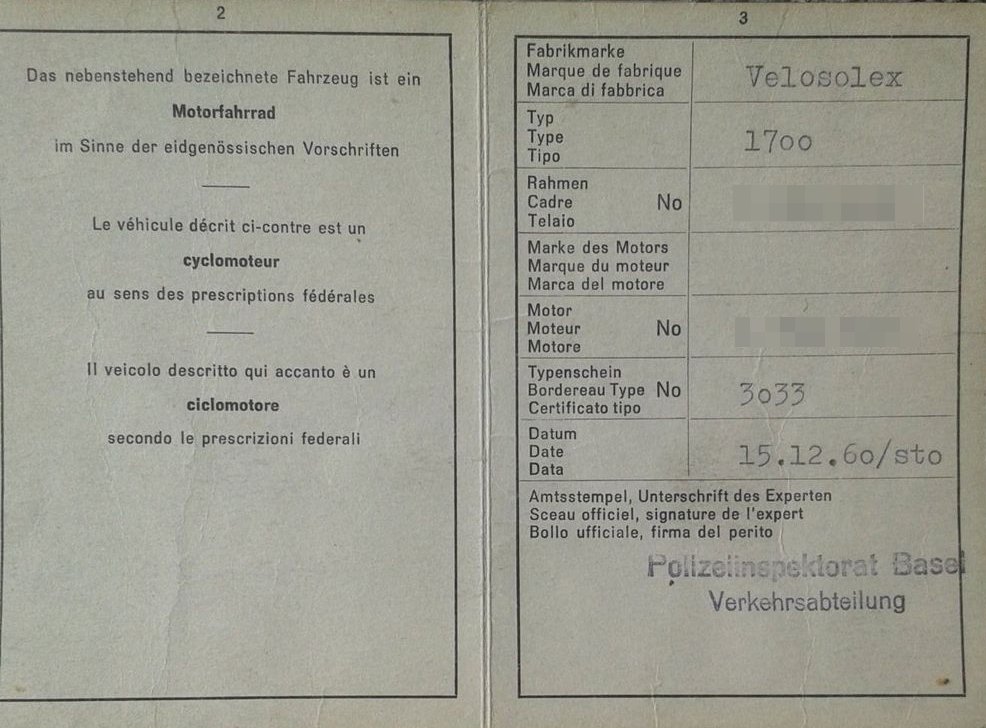 2
Das nebenstehend bezeichnete Fahrzeug ist ein
Motorfahrrad
im Sinne der eidgenössischen Vorschriften
Le véhicule décrit ci-contre est un
cyclomoteur
au sens des prescriptions fédérales
Il veicolo descritto qui accanto è un
ciclomotore
secondo le prescrizioni federali
3
Fabrikmarke
Marque de fabrique
Marca di fabbrica
Velosolex
Typ
Type
Tipo
1700
Rahmen
Cadre No
Telaio
Marke des Motors
Marque du moteur
Marca del motore
Motor
Moteur No
Motore
Typenschein
Bordereau Type No
Certificato tipo
3033
Datum
Date
Data
15.12.60/sto
Amtsstempel, Unterschrift des Experten
Sceau officiel, signature de l'expert
Bollo ufficiale, firma del perito
Polizeiinspektorat Basel
Verkehrsabteilung